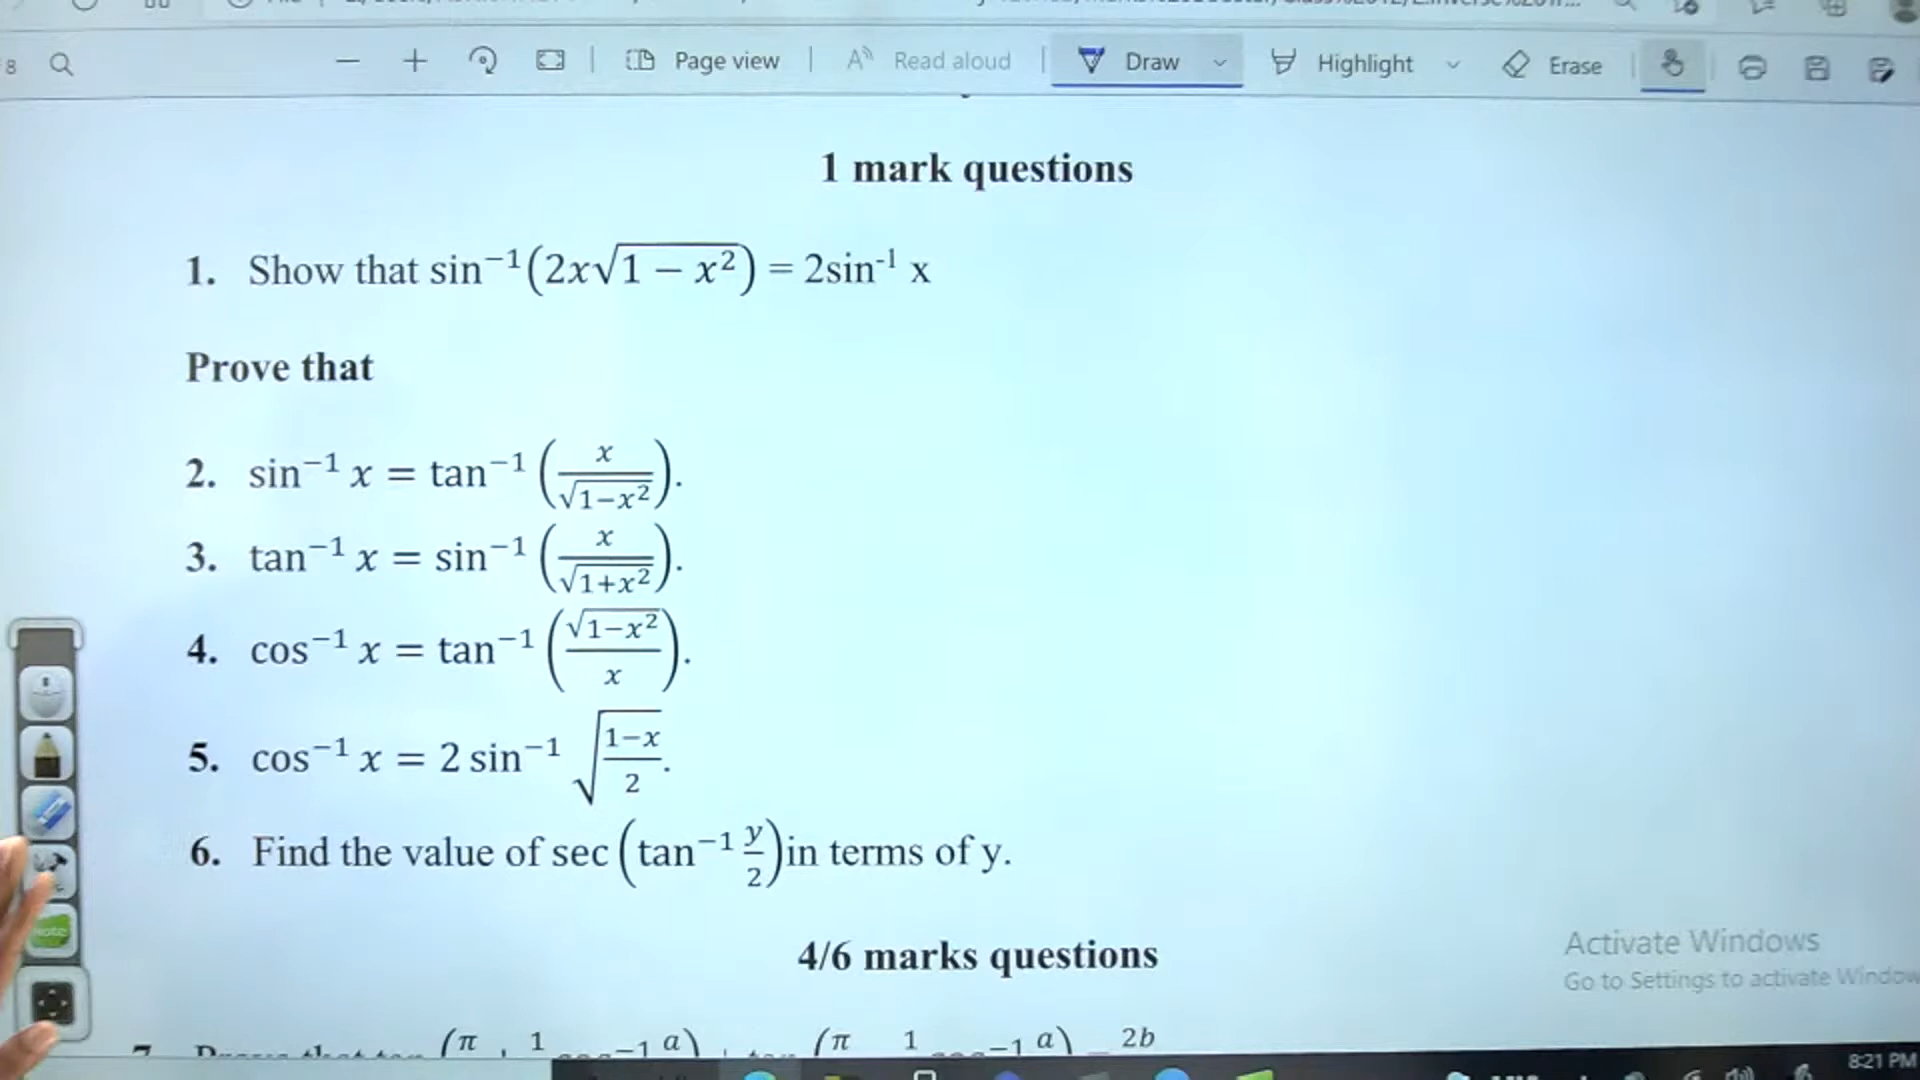 8
Page view
Read aloud
Draw
Highlight
Erase
1 mark questions
1. Show that sin⁻¹(2x√1 − x²) = 2sin⁻¹ x
Prove that
2. sin⁻¹ x = tan⁻¹ (x/√1−x²).
3. tan⁻¹ x = sin⁻¹ (x/√1+x²).
4. cos⁻¹ x = tan⁻¹ (√1−x²/x).
5. cos⁻¹ x = 2 sin⁻¹ √1−x/2.
6. Find the value of sec (tan⁻¹ y/2) in terms of y.
Note
Activate Windows
Go to Settings to activate Window
4/6 marks questions
8:21 PM